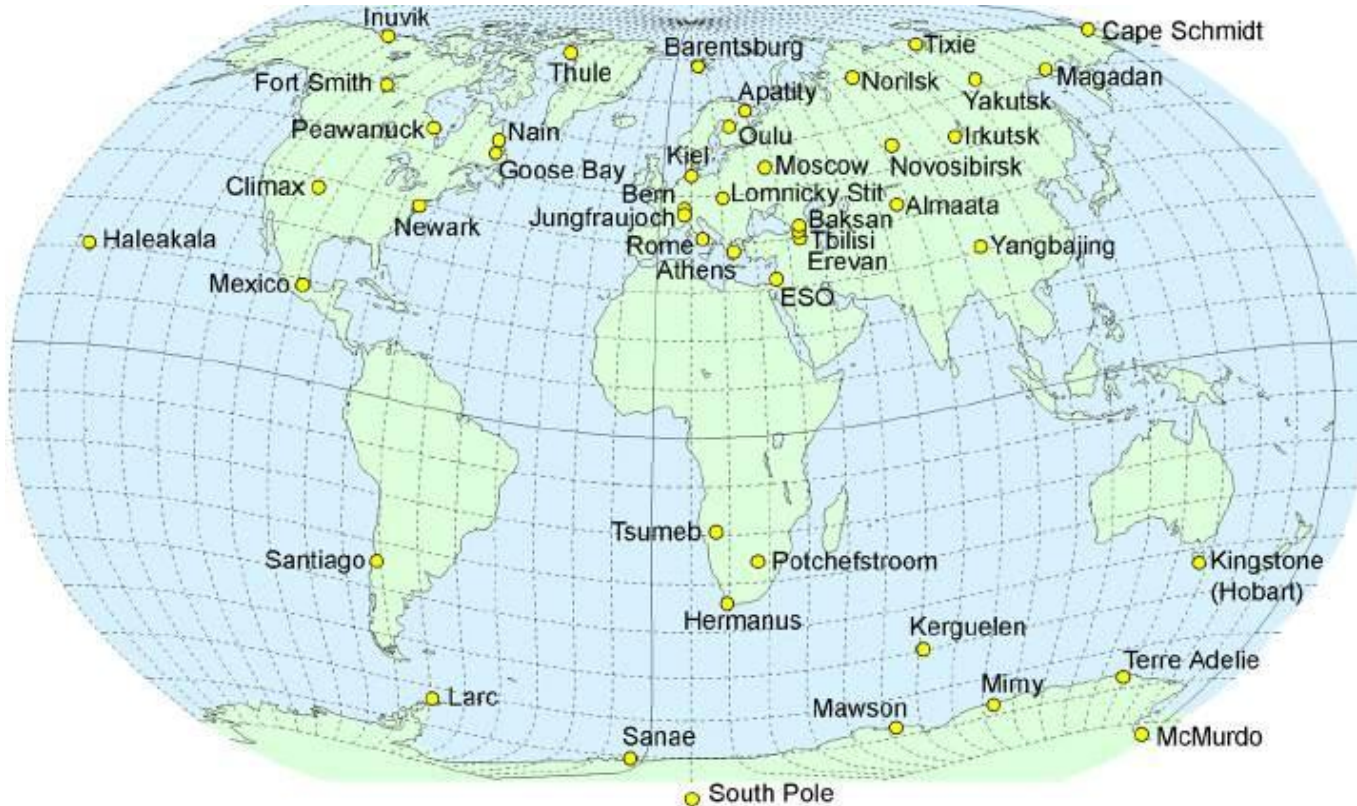 Inuvik
Cape Schmidt
Barentsburg
Tixie
Thule
Magadan
Fort Smith
Norilsk
Yakutsk
Apatity
Peawanuck
Nain
Oulu
Irkutsk
Kiel
Novosibirsk
Goose Bay
Moscow
Climax
Bern
Lomnicky Stit
Newark
Jungfraujoch
Baksan
Almaata
Haleakala
Rome
Tbilisi
Yangbajing
Athens
Erevan
Mexico
ESO
Tsumeb
Santiago
Potchefstroom
Kingstone
(Hobart)
Hermanus
Kerguelen
Terre Adelie
Larc
Mirny
Mawson
Sanae
McMurdo
South Pole